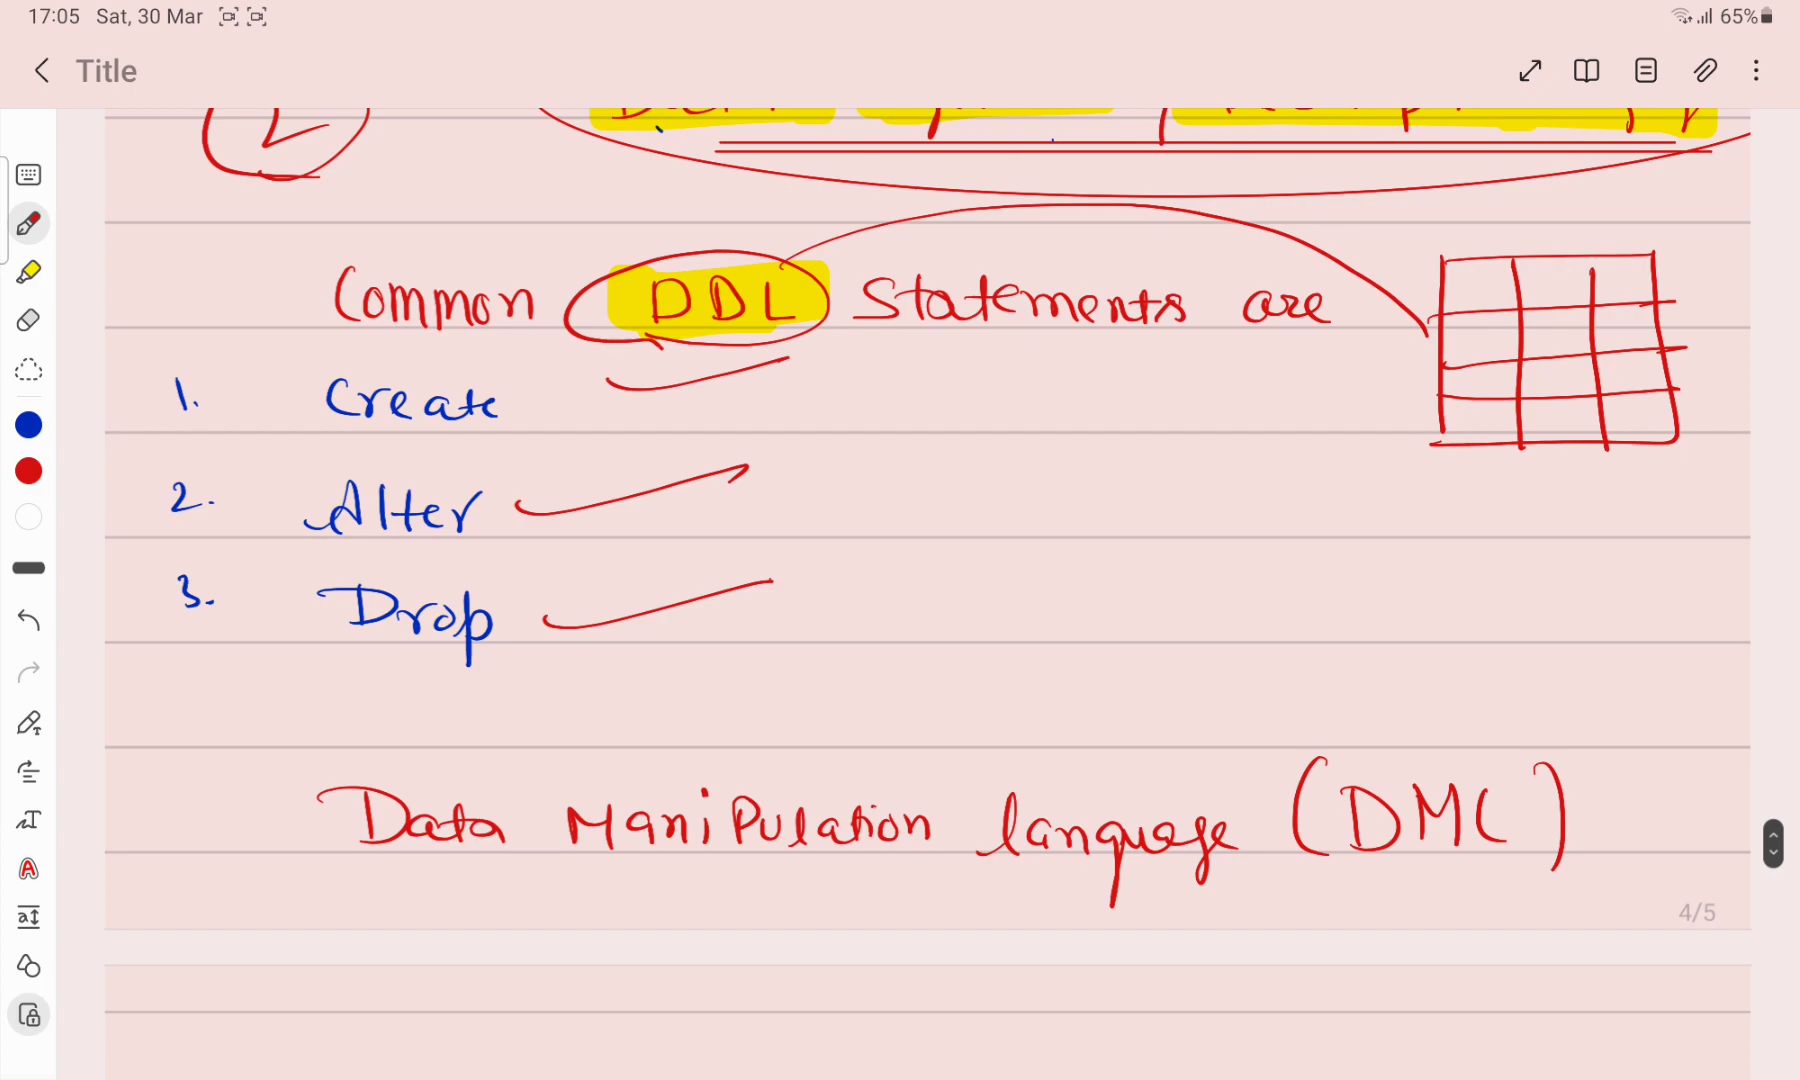 17:05 Sat, 30 Mar 65%
Title
Common DDL Statements are
1. Create
2. Alter
3. Drop
Data Manipulation language (DML)
4/5